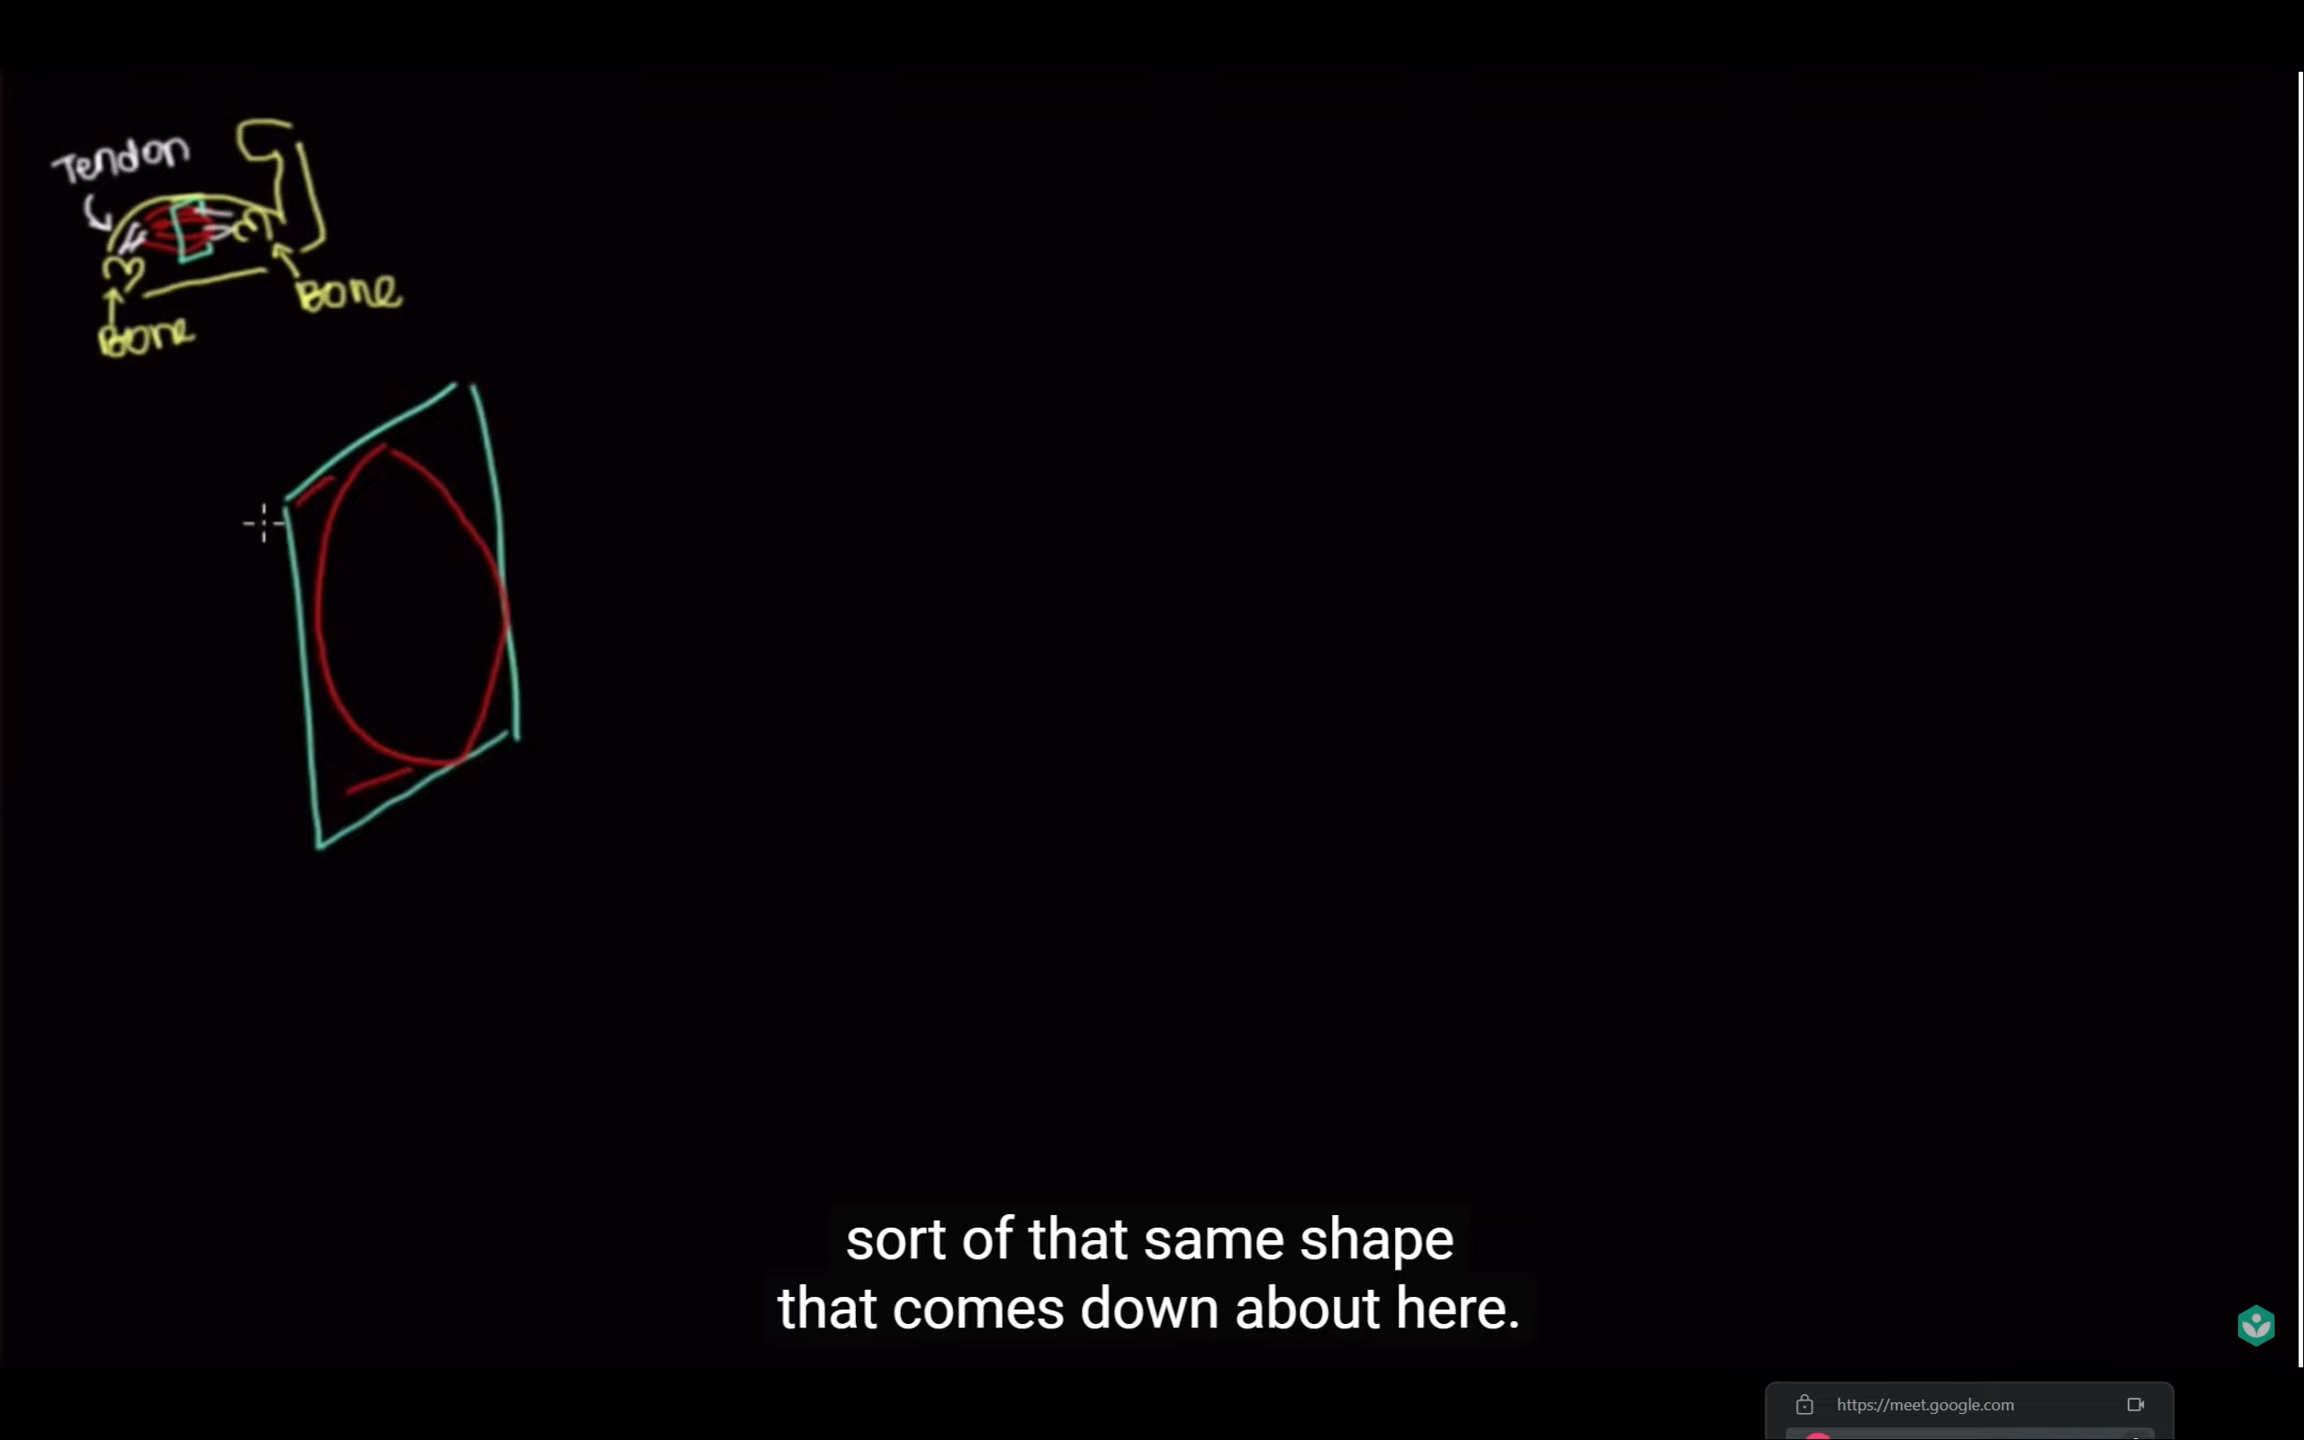 Tendon
Bone
Bone
sort of that same shape
that comes down about here.
https://meet.google.com